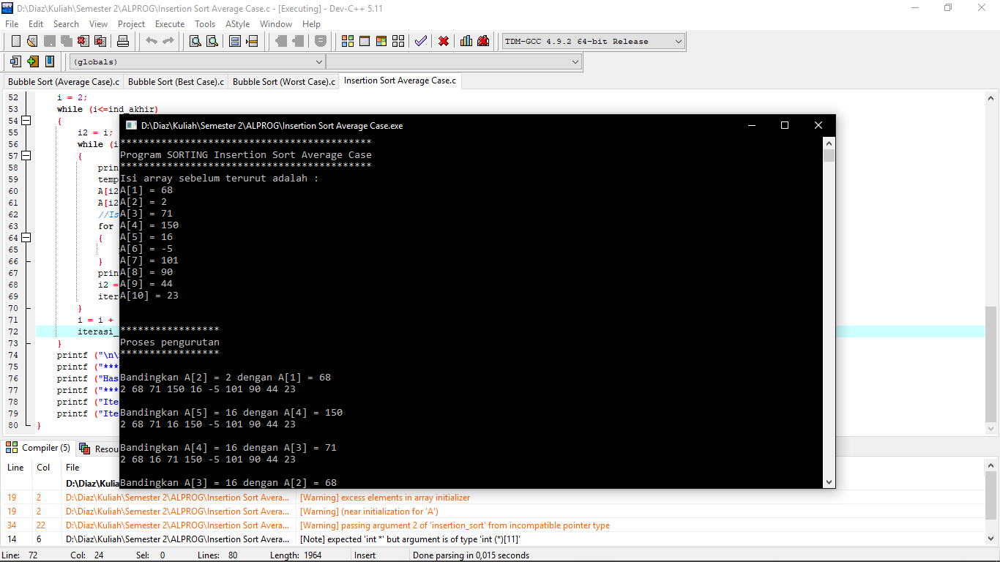 D:\Diaz\Kuliah\Semester 2\ALPROG\Insertion Sort Average Case.c - [Executing] - Dev-C++ 5.11
File Edit Search View Project Execute Tools AStyle Window Help
TDM-GCC 4.9.2 64-bit Release
(globals)
Bubble Sort (Average Case).c Bubble Sort (Best Case).c Bubble Sort (Worst Case).c Insertion Sort Average Case.c
52 i = 2;
53 while (i<=ind_akhir)
54 {
55 i2 = i;
56 while (i
57 {
58 prin
59 temp
60 A[i2
61 A[i2
62 //Is
63 for
64 {
65
66 }
67 prin
68 i2 =
69 iter
70 }
71 i = i +
72 iterasi_
73 }
74 printf ("\n\
75 printf ("***
76 printf ("Has
77 printf ("***
78 printf ("Ite
79 printf ("Ite
80 }
D:\Diaz\Kuliah\Semester 2\ALPROG\Insertion Sort Average Case.exe
*******************************************
Program SORTING Insertion Sort Average Case
*******************************************
Isi array sebelum terurut adalah :
A[1] = 68
A[2] = 2
A[3] = 71
A[4] = 150
A[5] = 16
A[6] = -5
A[7] = 101
A[8] = 90
A[9] = 44
A[10] = 23
*****************
Proses pengurutan
*****************
Bandingkan A[2] = 2 dengan A[1] = 68
2 68 71 150 16 -5 101 90 44 23
Bandingkan A[5] = 16 dengan A[4] = 150
2 68 71 16 150 -5 101 90 44 23
Bandingkan A[4] = 16 dengan A[3] = 71
2 68 16 71 150 -5 101 90 44 23
Bandingkan A[3] = 16 dengan A[2] = 68
Compiler (5) Resou
Line Col File
D:\Diaz\Kulia
19 2 D:\Diaz\Kuliah\Semester 2\ALPROG\Insertion Sort Avera... [Warning] excess elements in array initializer
19 2 D:\Diaz\Kuliah\Semester 2\ALPROG\Insertion Sort Avera... [Warning] (near initialization for 'A')
34 22 D:\Diaz\Kuliah\Semester 2\ALPROG\Insertion Sort Avera... [Warning] passing argument 2 of 'insertion_sort' from incompatible pointer type
14 6 D:\Diaz\Kuliah\Semester 2\ALPROG\Insertion Sort Avera... [Note] expected 'int *' but argument is of type 'int (*)[11]'
Line: 72 Col: 24 Sel: 0 Lines: 80 Length: 1964 Insert Done parsing in 0,015 seconds